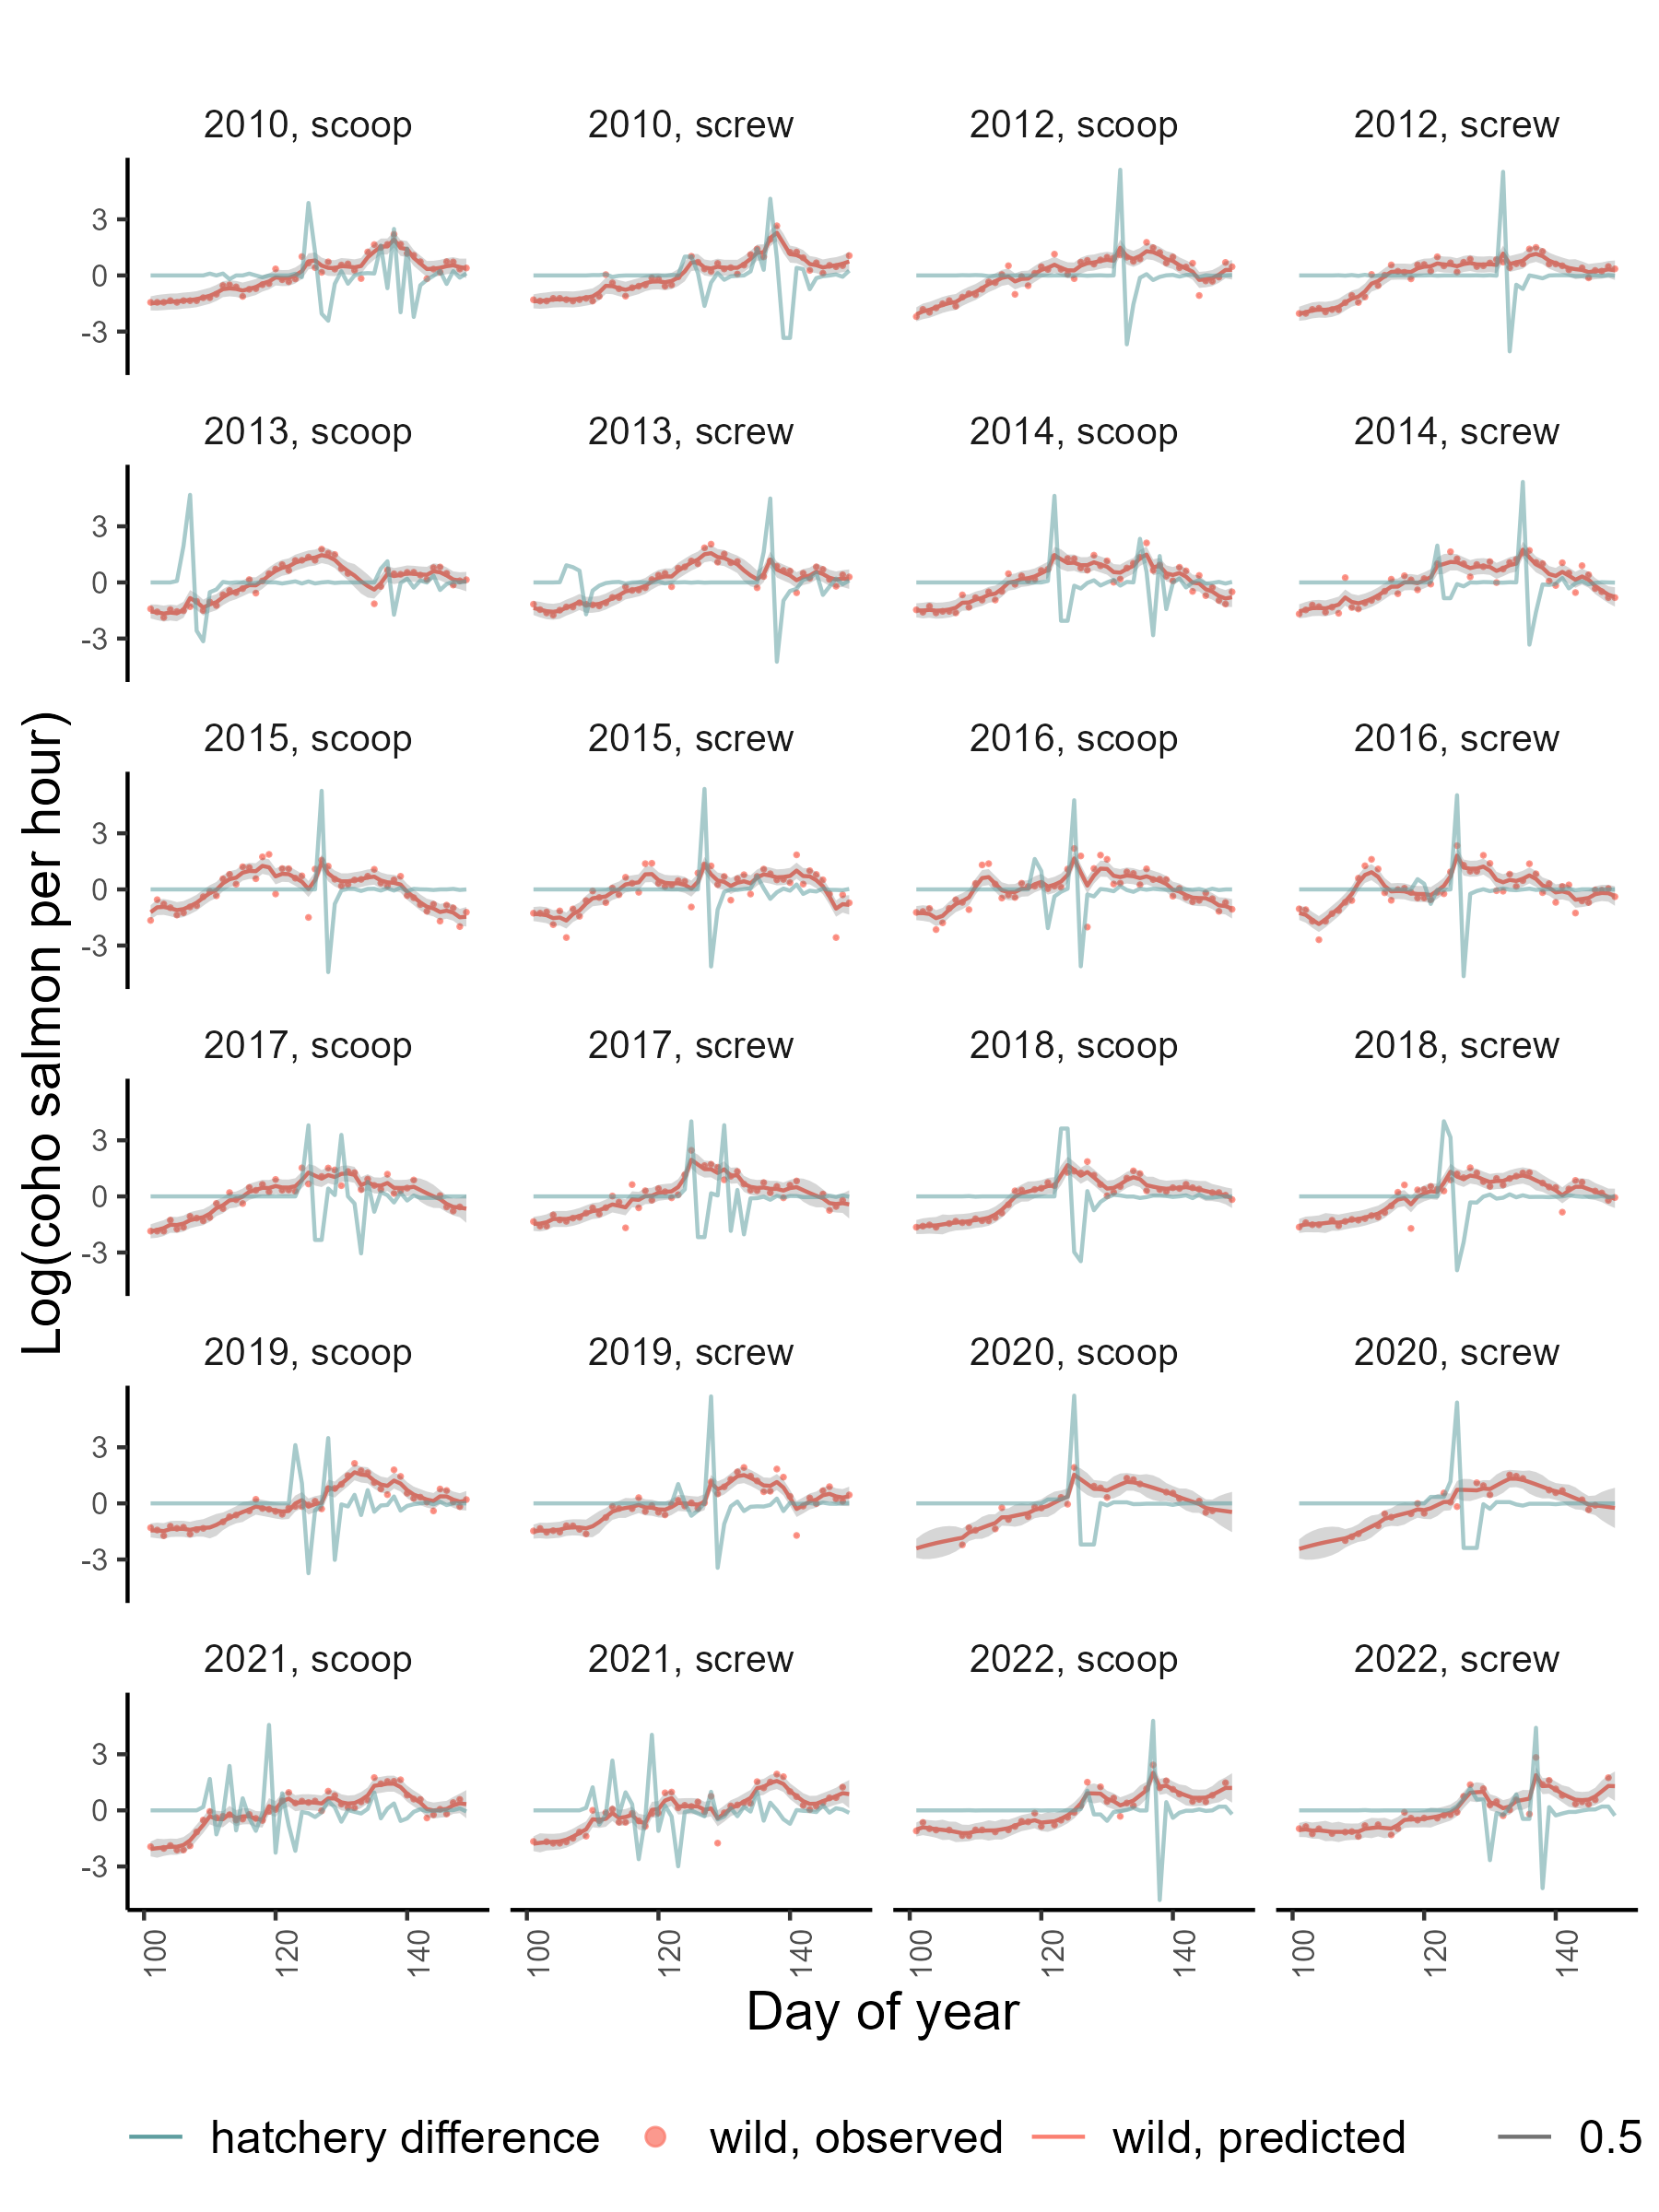 2010, scoop
2010, screw
2012, scoop
2012, screw
3
0
-3
2013, scoop
2013, screw
2014, scoop
2014, screw
3
0
-3
2015, scoop
2015, screw
2016, scoop
2016, screw
3
0
-3
2017, scoop
2017, screw
2018, scoop
2018, screw
3
0
-3
2019, scoop
2019, screw
2020, scoop
2020, screw
3
0
-3
2021, scoop
2021, screw
2022, scoop
2022, screw
3
0
-3
Log(coho salmon per hour)
100
120
140
100
120
140
100
120
140
100
120
140
Day of year
hatchery difference
wild, observed
wild, predicted
0.5